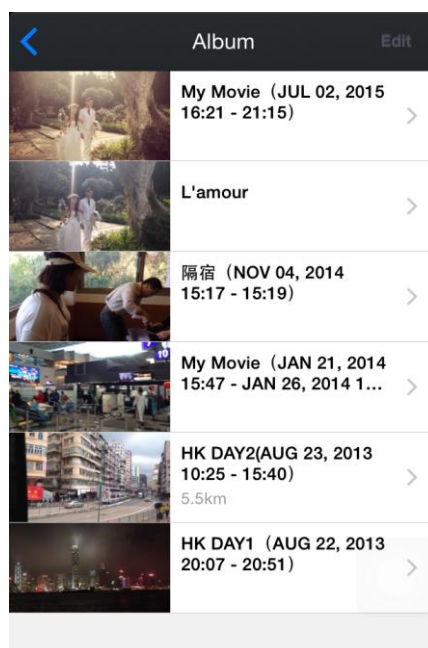 Album
Edit
My Movie（JUL 02, 2015
16:21 - 21:15）
L'amour
隔宿（NOV 04, 2014
15:17 - 15:19）
My Movie（JAN 21, 2014
15:47 - JAN 26, 2014 1...
HK DAY2(AUG 23, 2013
10:25 - 15:40）
5.5km
HK DAY1（AUG 22, 2013
20:07 - 20:51）